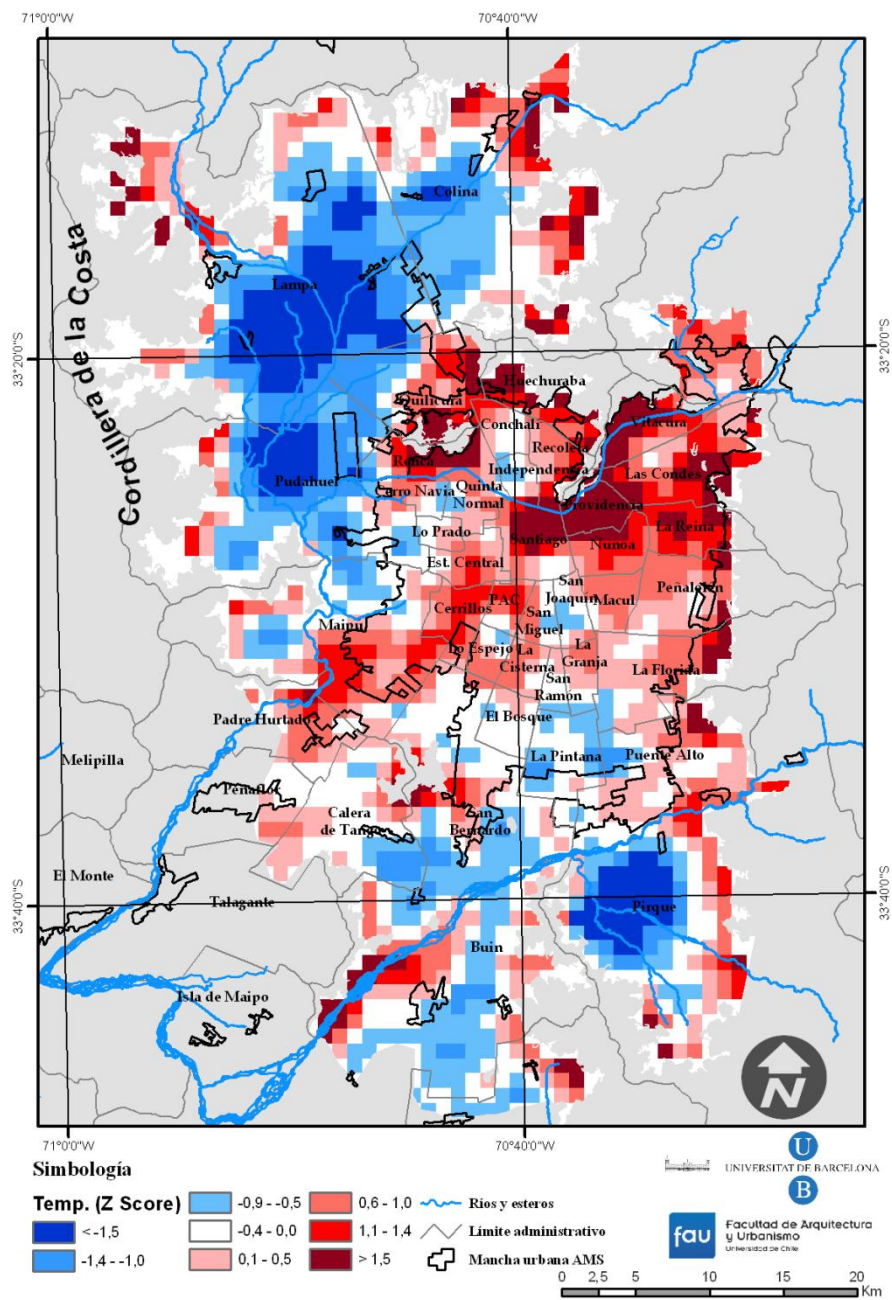 71°0'0"W
70°40'0"W
Colina
Cordillera de la Costa
Lampa
33°20'0"S
33°20'0"S
Huechuraba
Quilicura
Vitacura
Conchalí
Recoleta
Renca
Independencia
Las Condes
Pudahuel
Cerro Navia
Quinta
Normal
Providencia
Lo Prado
Santiago
La Reina
Nunoa
Est. Central
San
Joaquín
Peñalolén
Cerrillos
PAC
Macul
San
Miguel
Maipu
Lo Espejo
La
Cisterna
La
Granja
San
Ramón
La Florida
Padre Hurtado
El Bosque
Melipilla
La Pintana
Puente Alto
Peñaflor
Calera
de Tango
San
Bernardo
El Monte
Talagante
33°40'0"S
33°40'0"S
Pirque
Buin
Isla de Maipo
N
71°0'0"W
70°40'0"W
Simbología
Temp. (Z Score)
< -1,5
-1,4 - -1,0
-0,9 - -0,5
-0,4 - 0,0
0,1 - 0,5
0,6 - 1,0
1,1 - 1,4
> 1,5
Rios y esteros
Límite administrativo
Mancha urbana AMS
U
UNIVERSITAT DE BARCELONA
B
fau
Facultad de Arquitectura
y Urbanismo
Universidad de Chile
0 2,5 5 10 15 20
Km